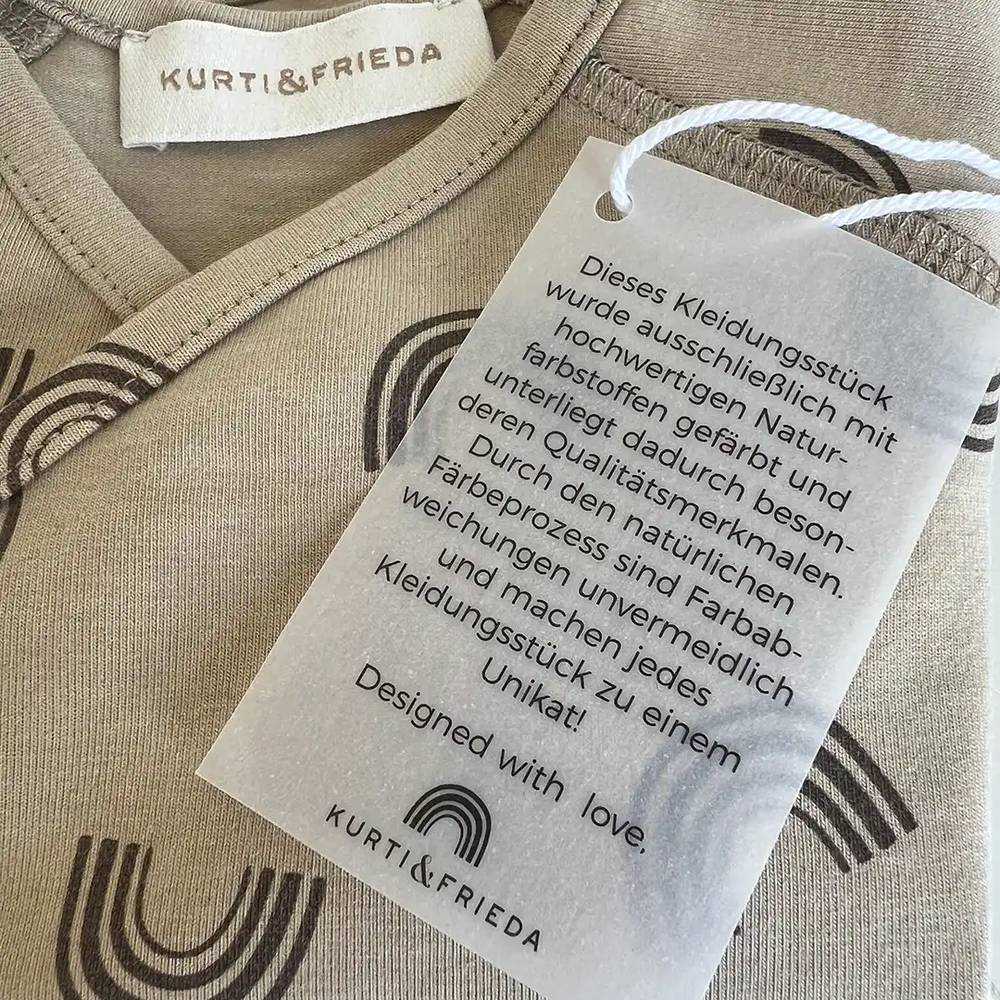 KURTI&FRIEDA
Dieses Kleidungsstück
wurde ausschließlich mit
hochwertigen Natur-
farbstoffen gefärbt und
unterliegt dadurch beson-
deren Qualitätsmerkmalen.
Durch den natürlichen
Färbeprozess sind Farbab-
weichungen unvermeidlich
und machen jedes
Kleidungsstück zu einem
Unikat!
Designed with love,
KURTI&FRIEDA